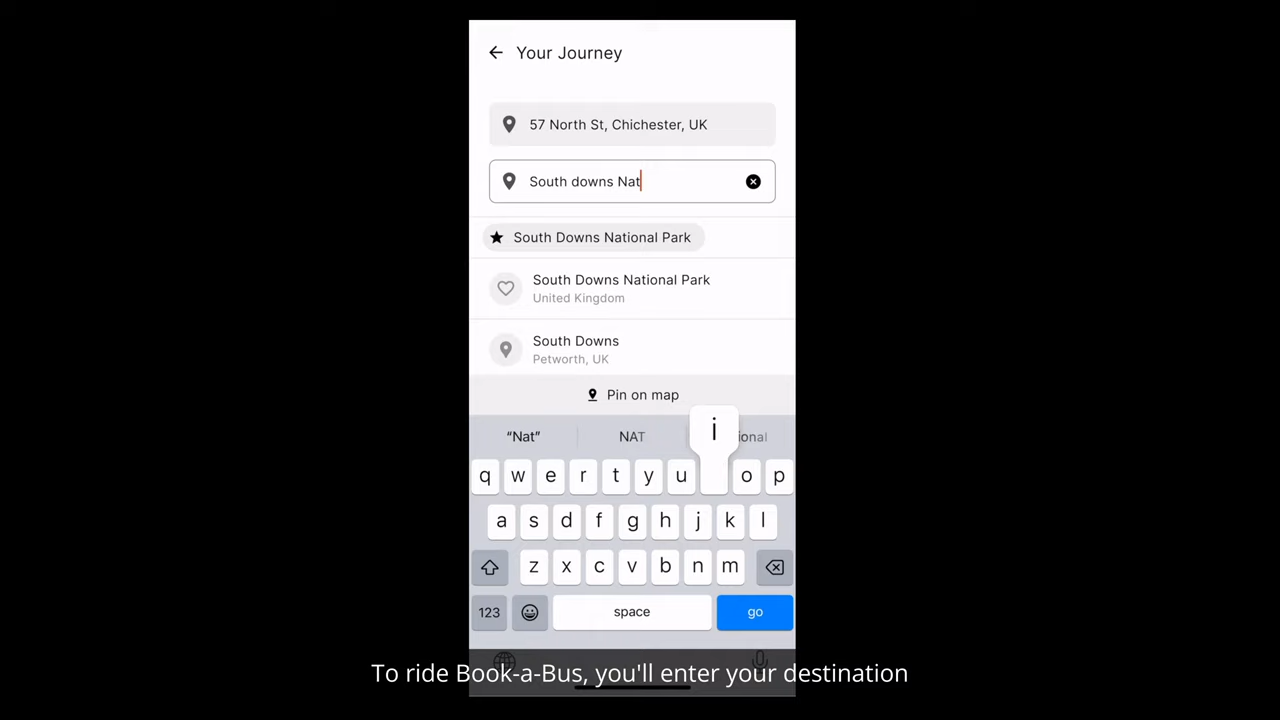 Your Journey
57 North St, Chichester, UK
South downs Nat
South Downs National Park
South Downs National Park
United Kingdom
South Downs
Petworth, UK
Pin on map
“Nat” NAT ional
i
q w e r t y u o p
a s d f g h j k l
z x c v b n m
123 space go
To ride Book-a-Bus, you'll enter your destination